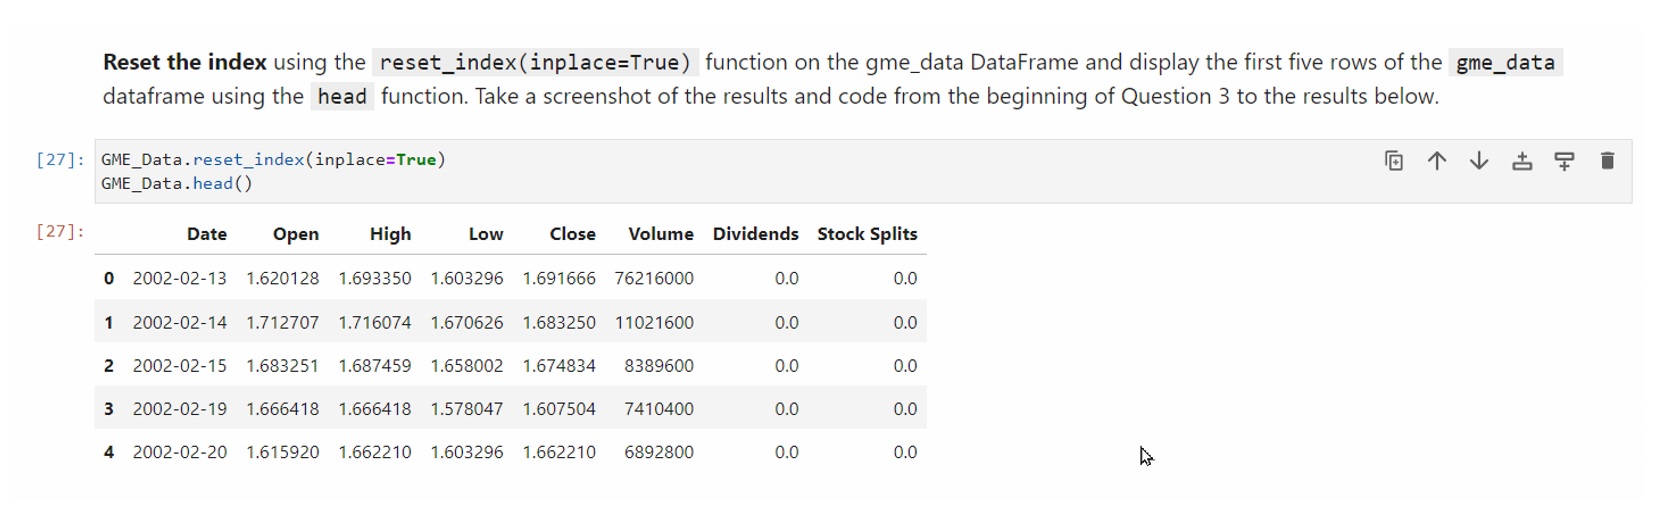 Reset the index using the reset_index(inplace=True) function on the gme_data DataFrame and display the first five rows of the gme_data
dataframe using the head function. Take a screenshot of the results and code from the beginning of Question 3 to the results below.
[27]: GME_Data.reset_index(inplace=True)
GME_Data.head()
[27]: Date Open High Low Close Volume Dividends Stock Splits
0 2002-02-13 1.620128 1.693350 1.603296 1.691666 76216000 0.0 0.0
1 2002-02-14 1.712707 1.716074 1.670626 1.683250 11021600 0.0 0.0
2 2002-02-15 1.683251 1.687459 1.658002 1.674834 8389600 0.0 0.0
3 2002-02-19 1.666418 1.666418 1.578047 1.607504 7410400 0.0 0.0
4 2002-02-20 1.615920 1.662210 1.603296 1.662210 6892800 0.0 0.0